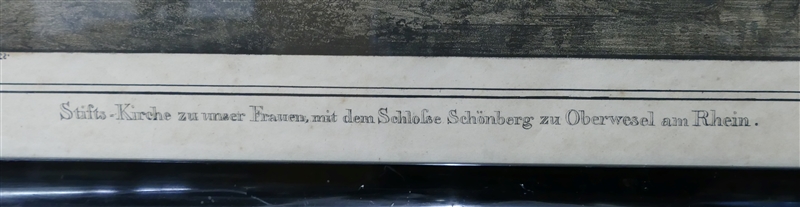 Stifts-Kirche zu unser Frauen, mit dem Schloſse Schönberg zu Oberwesel am Rhein.